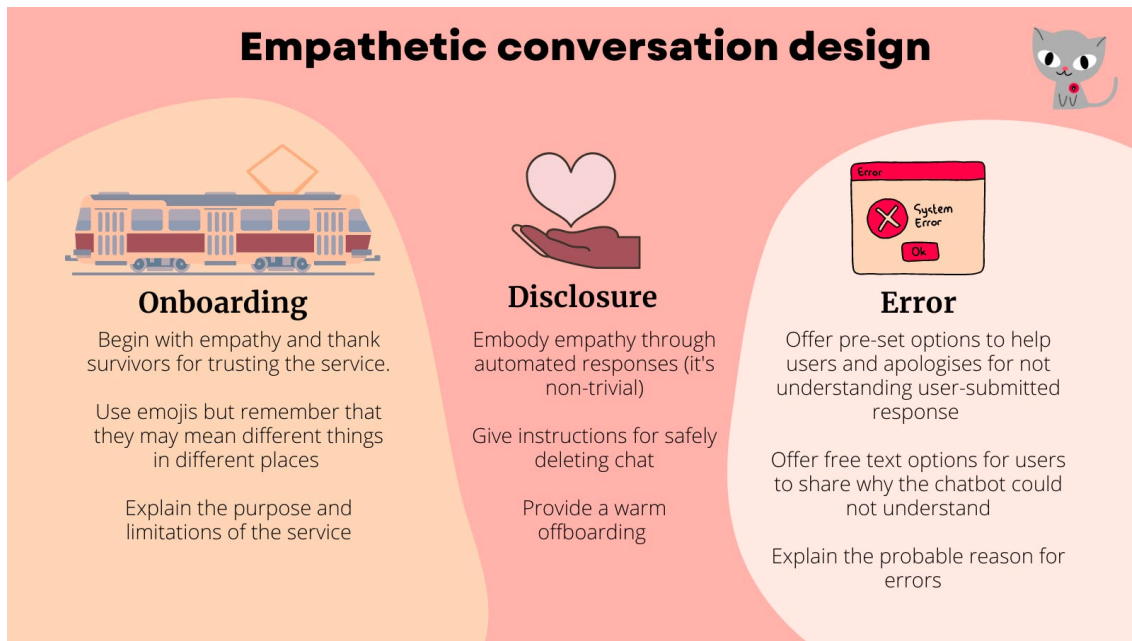 Empathetic conversation design
Onboarding
Begin with empathy and thank
survivors for trusting the service.
Use emojis but remember that
they may mean different things
in different places
Explain the purpose and
limitations of the service
Disclosure
Embody empathy through
automated responses (it's
non-trivial)
Give instructions for safely
deleting chat
Provide a warm
offboarding
Error
System
Error
Ok
Error
Offer pre-set options to help
users and apologises for not
understanding user-submitted
response
Offer free text options for users
to share why the chatbot could
not understand
Explain the probable reason for
errors